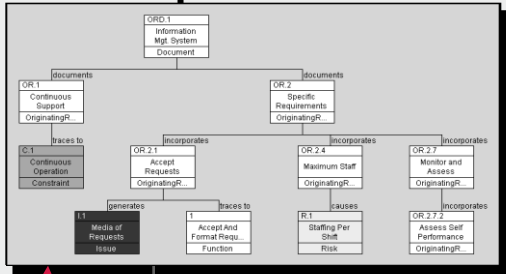 ORD.1
Information
Mgt. System
Document
documents
documents
OR.1
Continuous
Support
OriginatingR...
OR.2
Specific
Requirements
OriginatingR...
traces to
incorporates
incorporates
incorporates
C.1
Continuous
Operation
Constraint
OR.2.1
Accept
Requests
OriginatingR...
OR.2.4
Maximum Staff
OriginatingR...
OR.2.7
Monitor and
Assess
OriginatingR...
generates
traces to
causes
incorporates
I.1
Media of
Requests
Issue
1
Accept And
Format Requ...
Function
R.1
Staffing Per
Shift
Risk
OR.2.7.2
Assess Self
Performance
OriginatingR...